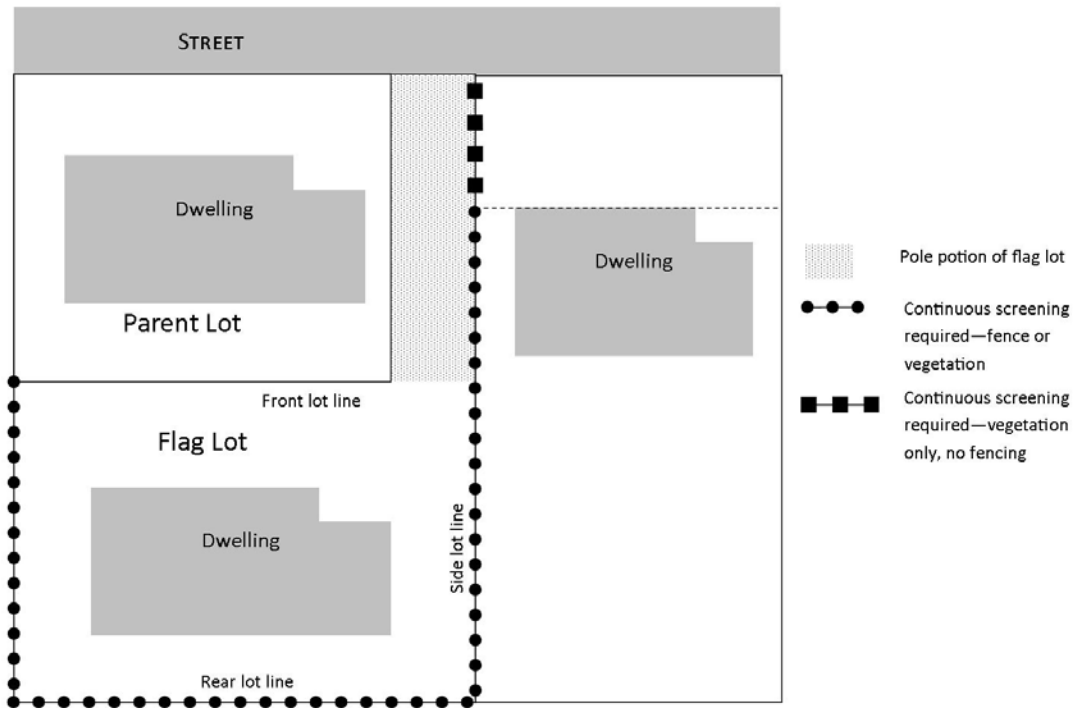 STREET
Dwelling
Parent Lot
Dwelling
Front lot line
Flag Lot
Dwelling
Side lot line
Rear lot line
Pole potion of flag lot
Continuous screening
required—fence or
vegetation
Continuous screening
required—vegetation
only, no fencing